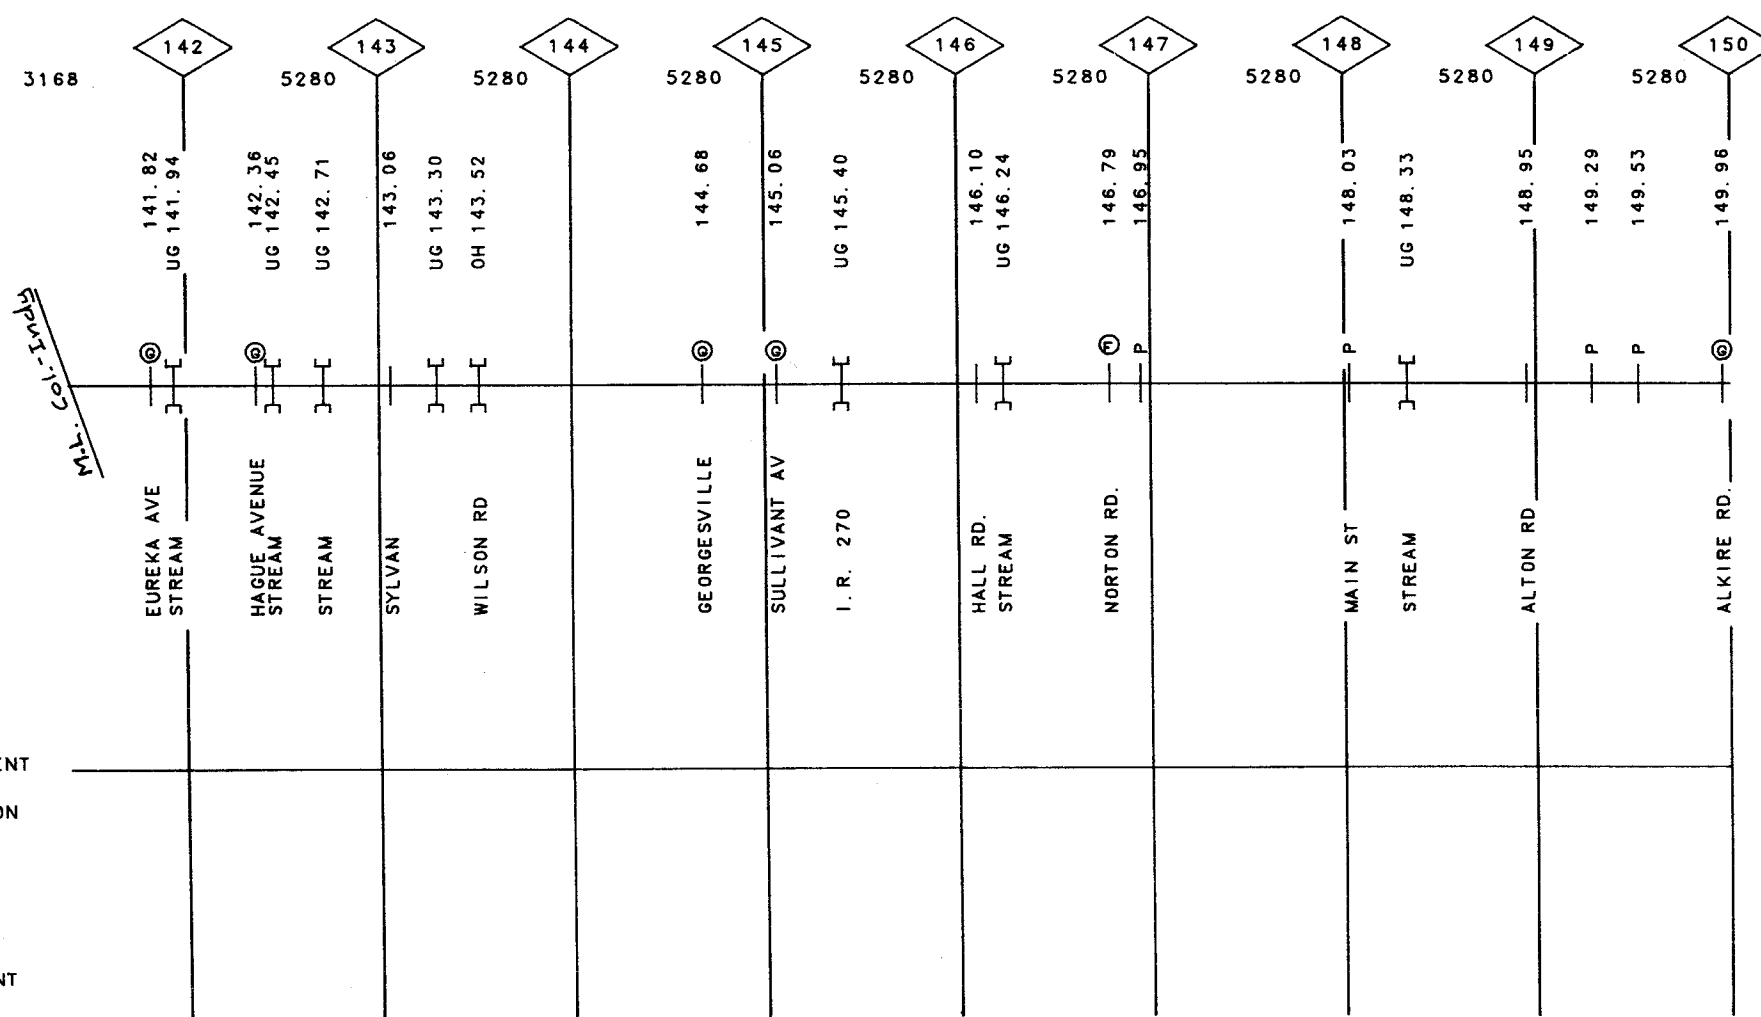 142 143 144 145 146 147 148 149 150
3168 5280 5280 5280 5280 5280 5280 5280 5280
141.82
UG 141.94
142.36
UG 142.45
UG 142.71
143.06
UG 143.30
OH 143.52
144.68
145.06
UG 145.40
146.10
UG 146.24
146.79
146.95
148.03
UG 148.33
148.95
149.29
149.53
149.96
M.L. Col.-Indy
G G G G F P P P P G
EUREKA AVE
STREAM
HAGUE AVENUE
STREAM
STREAM
SYLVAN
WILSON RD
GEORGESVILLE
SULLIVANT AV
I.R. 270
HALL RD.
STREAM
NORTON RD.
MAIN ST
STREAM
ALTON RD
ALKIRE RD.
ENT
ON
NT